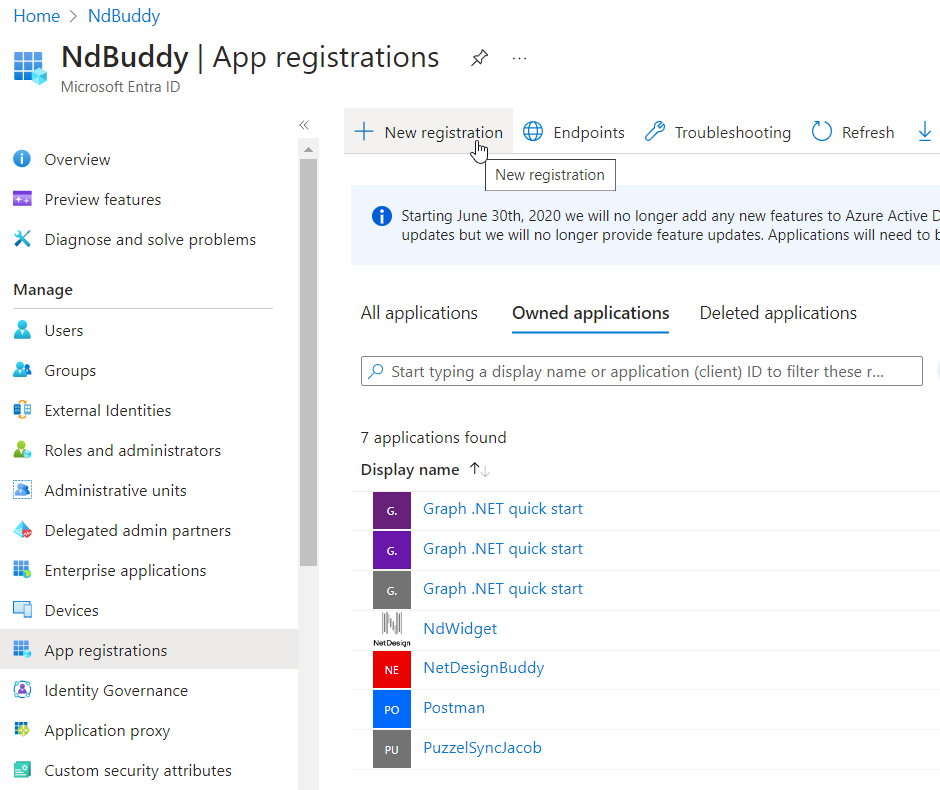 Home > NdBuddy
NdBuddy | App registrations
Microsoft Entra ID
Overview
Preview features
Diagnose and solve problems
Manage
Users
Groups
External Identities
Roles and administrators
Administrative units
Delegated admin partners
Enterprise applications
Devices
App registrations
Identity Governance
Application proxy
Custom security attributes
New registration
Endpoints
Troubleshooting
Refresh
New registration
Starting June 30th, 2020 we will no longer add any new features to Azure Active D
updates but we will no longer provide feature updates. Applications will need to b
All applications
Owned applications
Deleted applications
Start typing a display name or application (client) ID to filter these r...
7 applications found
Display name
G. Graph .NET quick start
G. Graph .NET quick start
G. Graph .NET quick start
NetDesign NdWidget
NE NetDesignBuddy
PO Postman
PU PuzzelSyncJacob